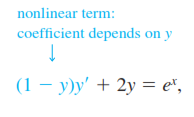 nonlinear term:
coefficient depends on y
↓
(1 − y)y′ + 2y = eˣ,